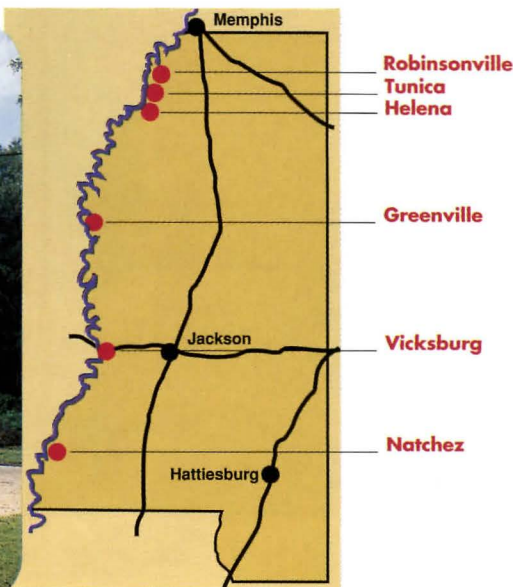 Memphis
Robinsonville
Tunica
Helena
Greenville
Jackson
Vicksburg
Natchez
Hattiesburg